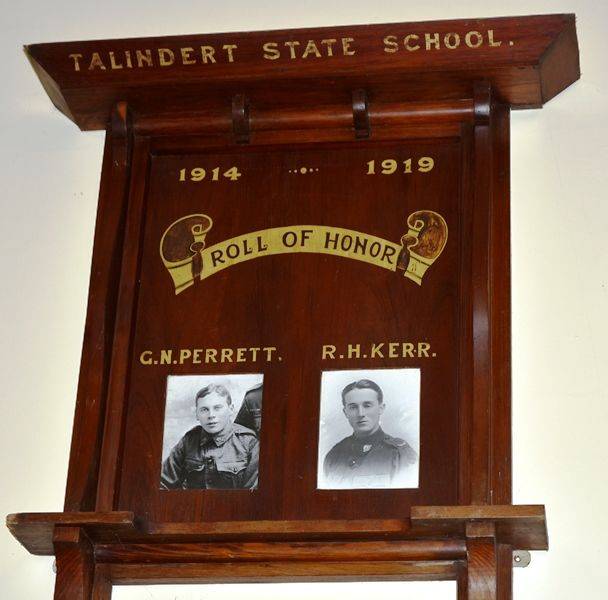 TALINDERT STATE SCHOOL.
1914 ..•.. 1919
ROLL OF HONOR
G.N.PERRETT. R.H.KERR.